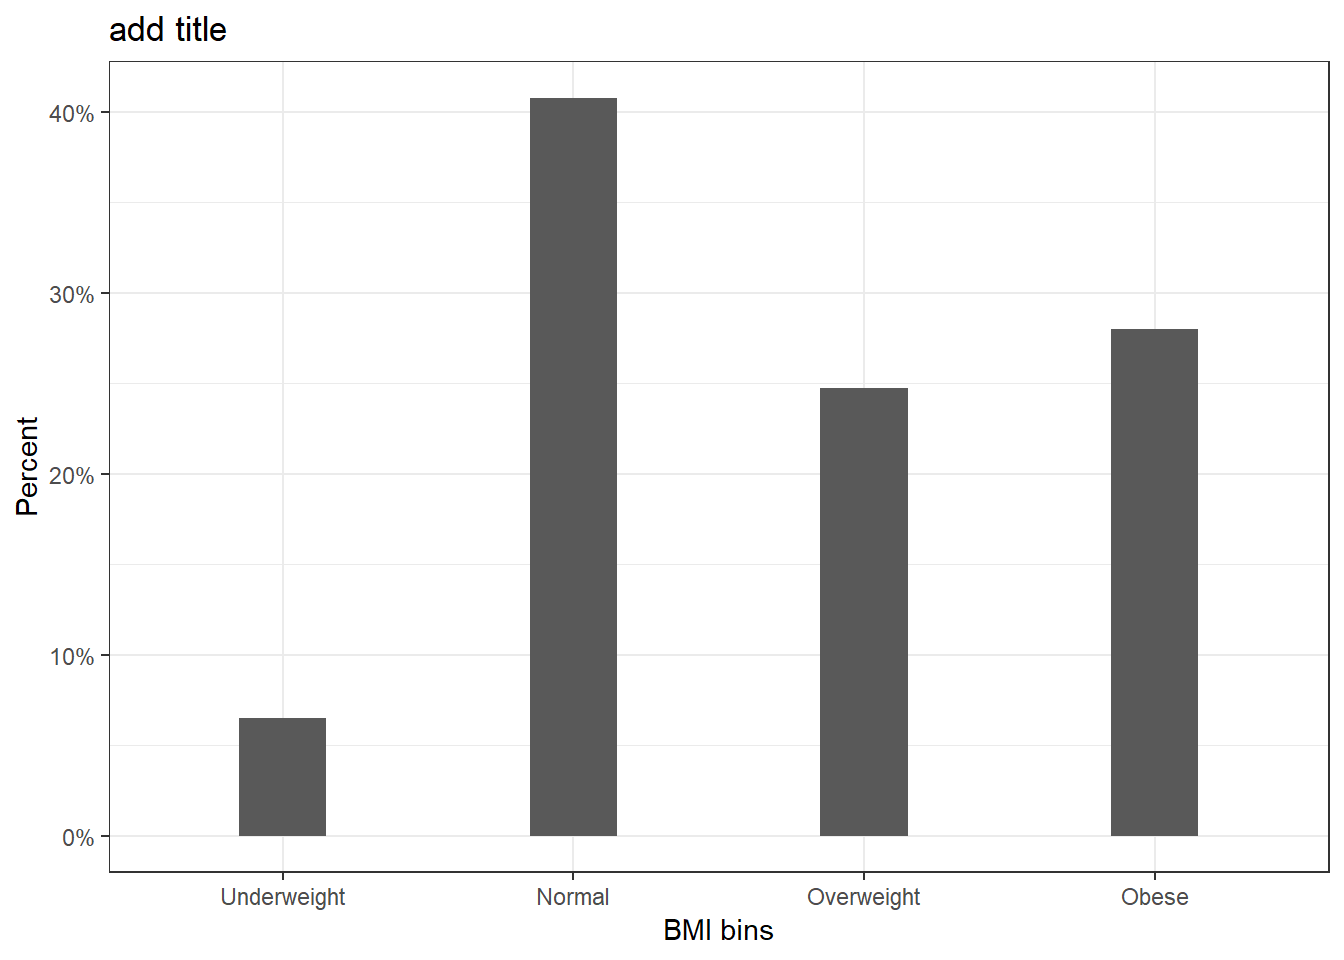 add title
40%
30%
20%
10%
0%
Percent
Underweight Normal Overweight Obese
BMI bins